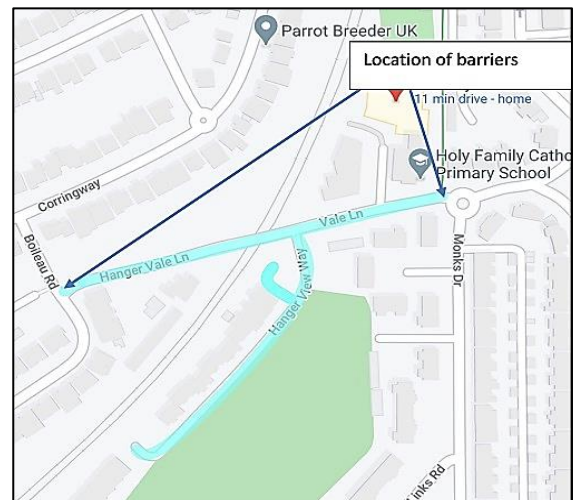 Parrot Breeder UK
Location of barriers
11 min drive - home
Holy Family Catho
Primary School
Corringway
Boileau Rd
Hanger Vale Ln
Vale Ln
Hanger View Way
Monks Dr
Links Rd